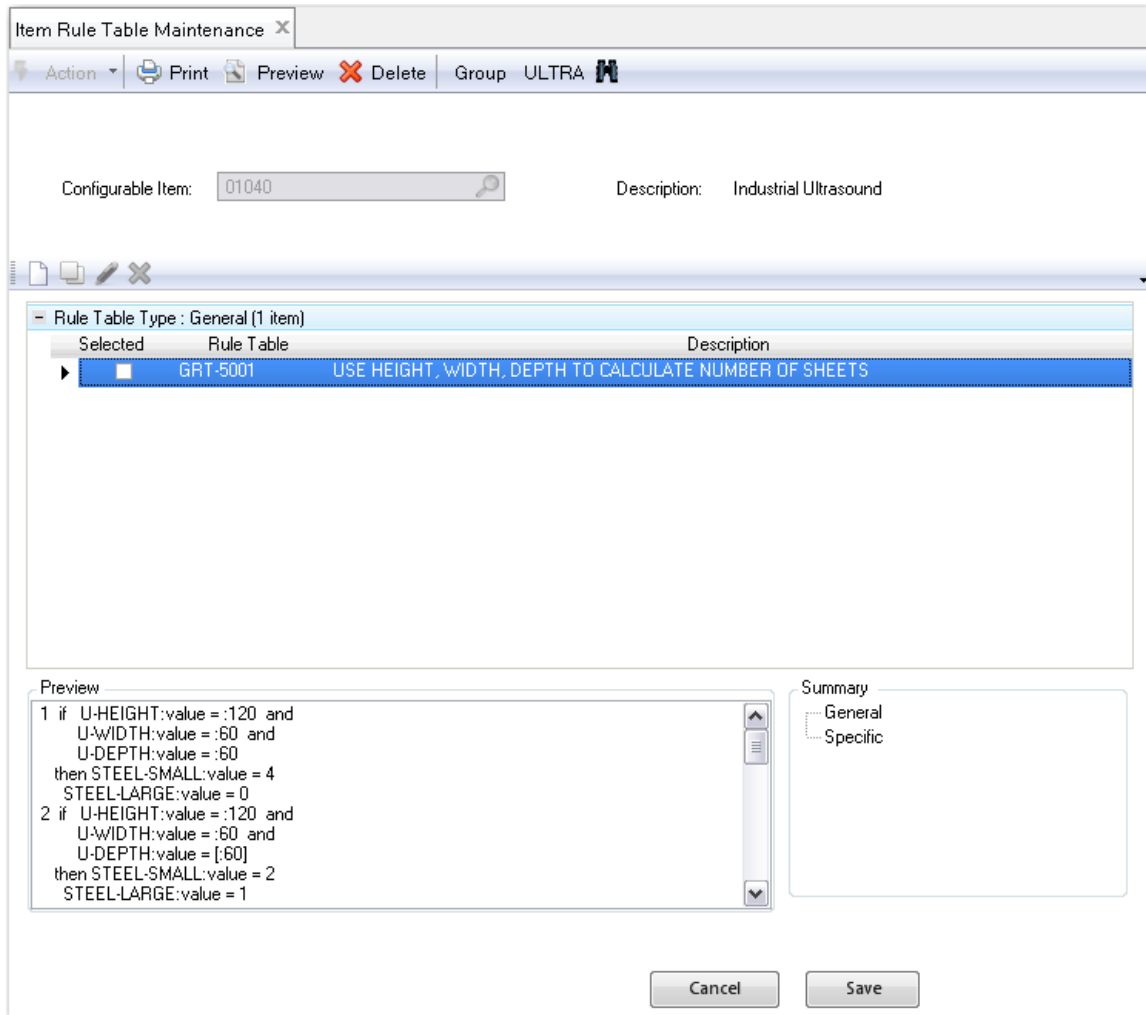 Item Rule Table Maintenance X
Action Print Preview Delete Group ULTRA
Configurable Item: 01040 Description: Industrial Ultrasound
Rule Table Type : General (1 item)
Selected Rule Table Description
GRT-5001 USE HEIGHT, WIDTH, DEPTH TO CALCULATE NUMBER OF SHEETS
Preview
1 if U-HEIGHT:value = :120 and
U-WIDTH:value = :60 and
U-DEPTH:value = :60
then STEEL-SMALL:value = 4
STEEL-LARGE:value = 0
2 if U-HEIGHT:value = :120 and
U-WIDTH:value = :60 and
U-DEPTH:value = [:60]
then STEEL-SMALL:value = 2
STEEL-LARGE:value = 1
Summary
General
Specific
Cancel Save